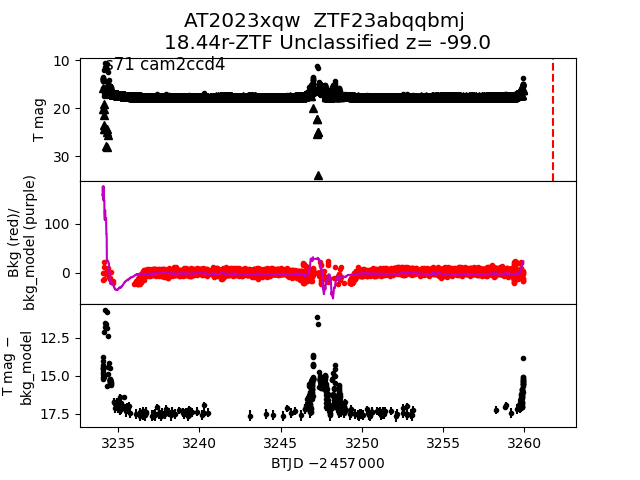 AT2023xqw  ZTF23abqqbmj
18.44r-ZTF Unclassified z= -99.0
s71 cam2ccd4
10
20
30
T mag
100
0
Bkg (red)/
bkg_model (purple)
12.5
15.0
17.5
T mag −
bkg_model
3235
3240
3245
3250
3255
3260
BTJD −2 457 000